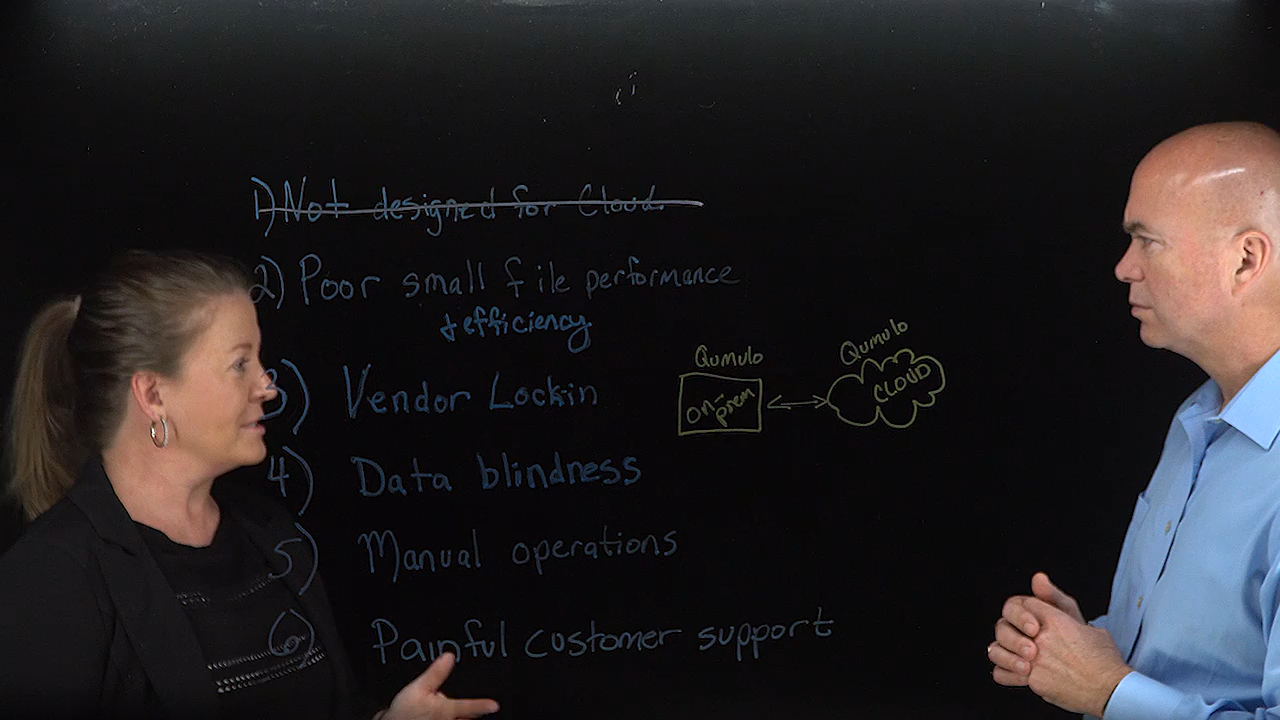 1) Not designed for Cloud.
2) Poor small file performance
+ efficiency
3) Vendor Lockin
4) Data blindness
5) Manual operations
6) Painful customer support
Qumulo
on-prem
Qumulo
CLOUD